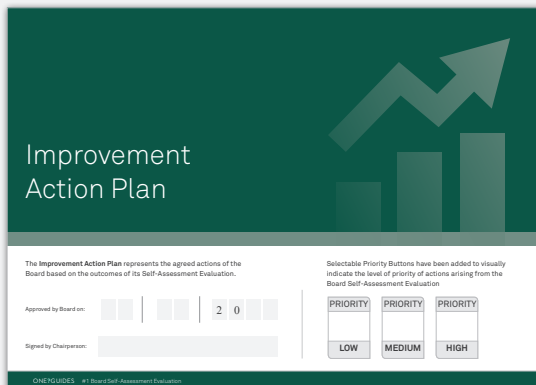 Improvement
Action Plan
The Improvement Action Plan represents the agreed actions of the
Board based on the outcomes of its Self-Assessment Evaluation.
Approved by Board on:
2 0
Signed by Chairperson:
Selectable Priority Buttons have been added to visually
indicate the level of priority of actions arising from the
Board Self-Assessment Evaluation
PRIORITY PRIORITY PRIORITY
LOW MEDIUM HIGH
ONE?GUIDES #1 Board Self-Assessment Evaluation